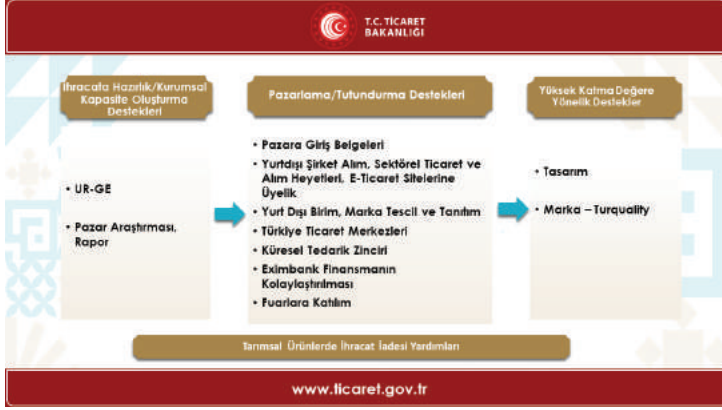 T.C. TİCARET
BAKANLIĞI
İhracata Hazırlık/Kurumsal
Kapasite Oluşturma
Destekleri
UR-GE
Pazar Araştırması,
Rapor
Pazarlama/Tutundurma Destekleri
Pazara Giriş Belgeleri
Yurtdışı Şirket Alım, Sektörel Ticaret ve
Alım Heyetleri, E-Ticaret Sitelerine
Üyelik
Yurt Dışı Birim, Marka Tescil ve Tanıtım
Türkiye Ticaret Merkezleri
Küresel Tedarik Zinciri
Eximbank Finansmanın
Kolaylaştırılması
Fuarlara Katılım
Yüksek Katma Değere
Yönelik Destekler
Tasarım
Marka – Turquality
Tarımsal Ürünlerde İhracat İadesi Yardımları
www.ticaret.gov.tr